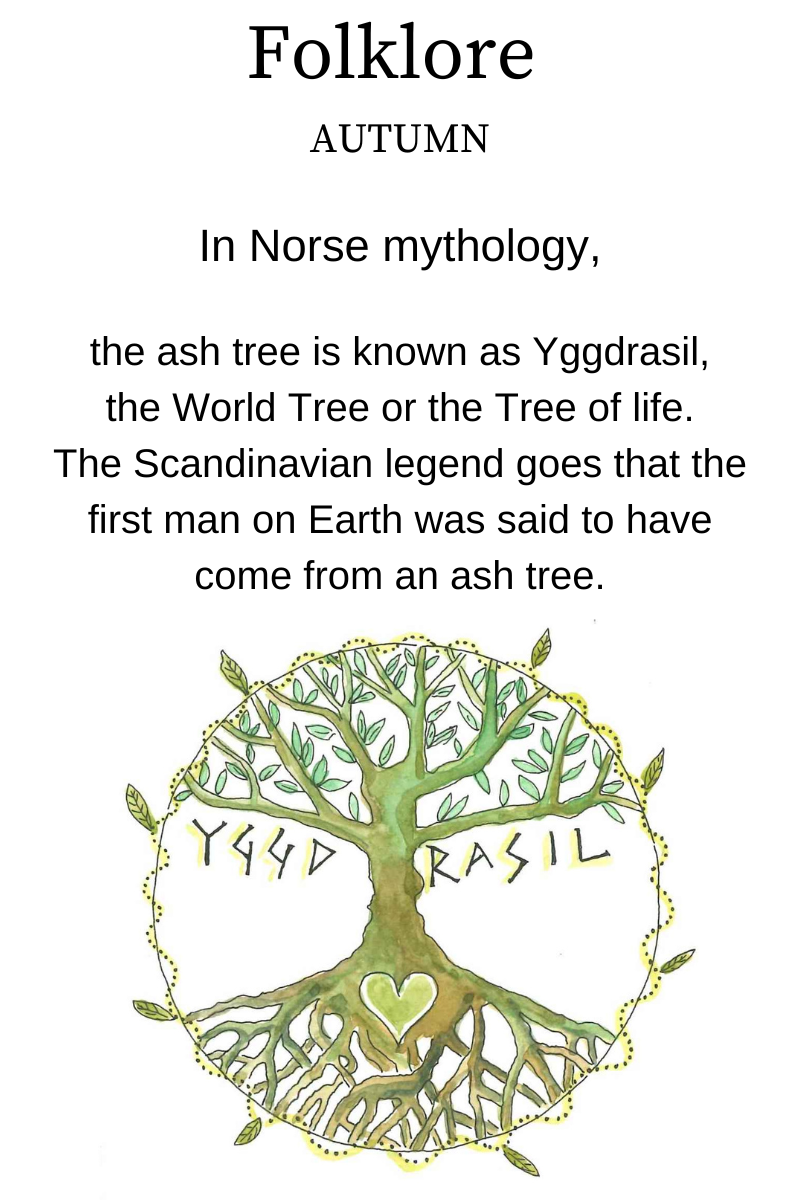 Folklore
AUTUMN
In Norse mythology,
the ash tree is known as Yggdrasil,
the World Tree or the Tree of life.
The Scandinavian legend goes that the
first man on Earth was said to have
come from an ash tree.
YGGD RASIL